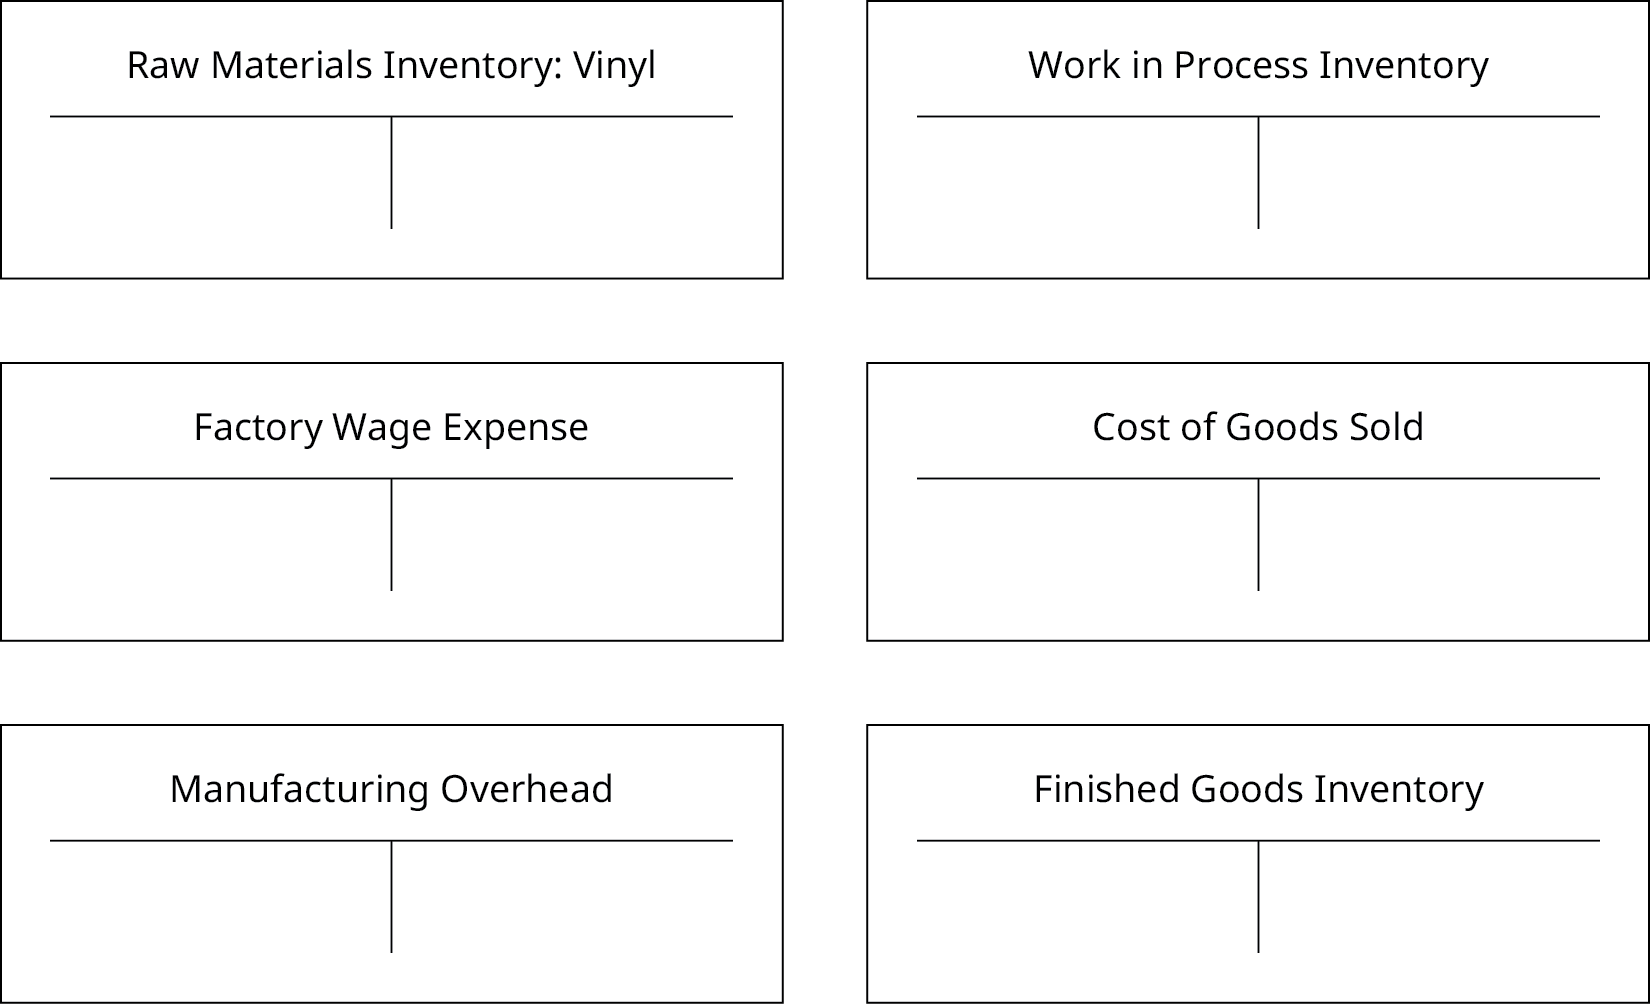 Raw Materials Inventory: Vinyl
Work in Process Inventory
Factory Wage Expense
Cost of Goods Sold
Manufacturing Overhead
Finished Goods Inventory